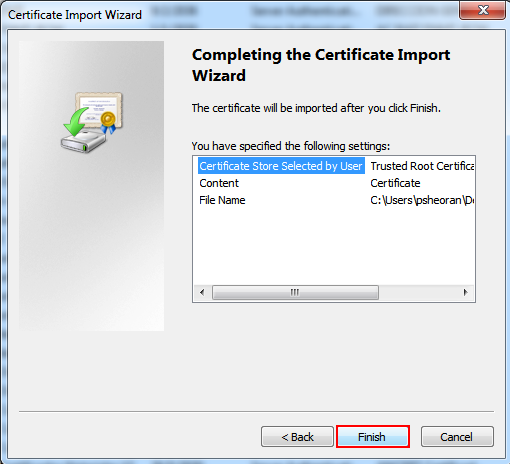 Certificate Import Wizard
Completing the Certificate Import
Wizard
The certificate will be imported after you click Finish.
You have specified the following settings:
Certificate Store Selected by User Trusted Root Certifica
Content Certificate
File Name C:\Users\psheoran\Do
< Back Finish Cancel